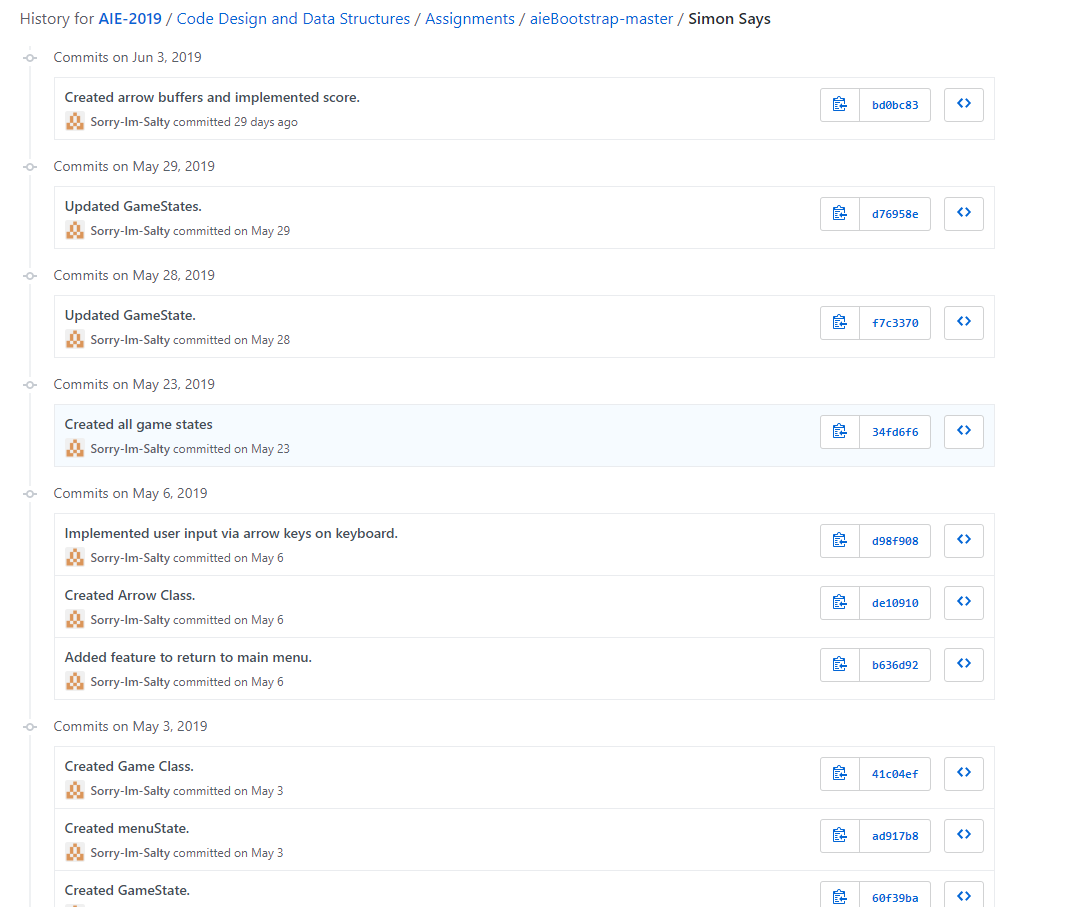 History for AIE-2019 / Code Design and Data Structures / Assignments / aieBootstrap-master / Simon Says
Commits on Jun 3, 2019
Created arrow buffers and implemented score.
bd0bc83
Sorry-Im-Salty committed 29 days ago
Commits on May 29, 2019
Updated GameStates.
d76958e
Sorry-Im-Salty committed on May 29
Commits on May 28, 2019
Updated GameState.
f7c3370
Sorry-Im-Salty committed on May 28
Commits on May 23, 2019
Created all game states
34fd6f6
Sorry-Im-Salty committed on May 23
Commits on May 6, 2019
Implemented user input via arrow keys on keyboard.
d98f908
Sorry-Im-Salty committed on May 6
Created Arrow Class.
de10910
Sorry-Im-Salty committed on May 6
Added feature to return to main menu.
b636d92
Sorry-Im-Salty committed on May 6
Commits on May 3, 2019
Created Game Class.
41c04ef
Sorry-Im-Salty committed on May 3
Created menuState.
ad917b8
Sorry-Im-Salty committed on May 3
Created GameState.
60f39ba